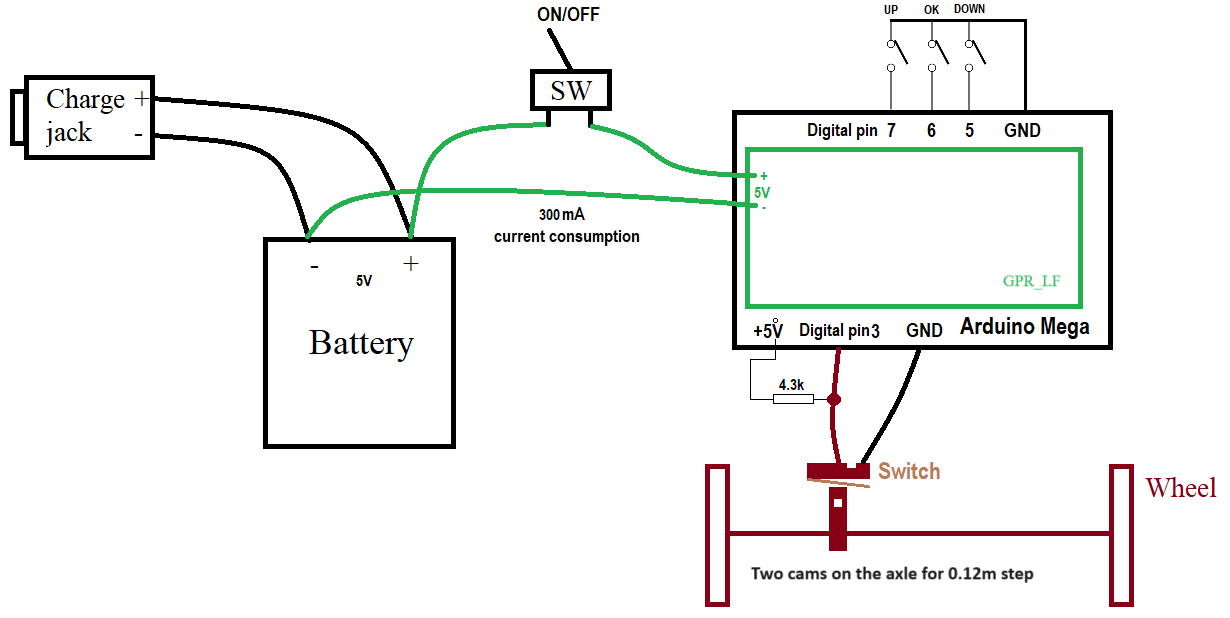 ON/OFF
UP OK DOWN
SW
Charge +
jack -
Digital pin 7 6 5 GND
+
5V
-
300mA
current consumption
- +
5V
Battery
GPR_LF
+5V Digital pin3 GND Arduino Mega
4.3k
Switch
Wheel
Two cams on the axle for 0.12m step